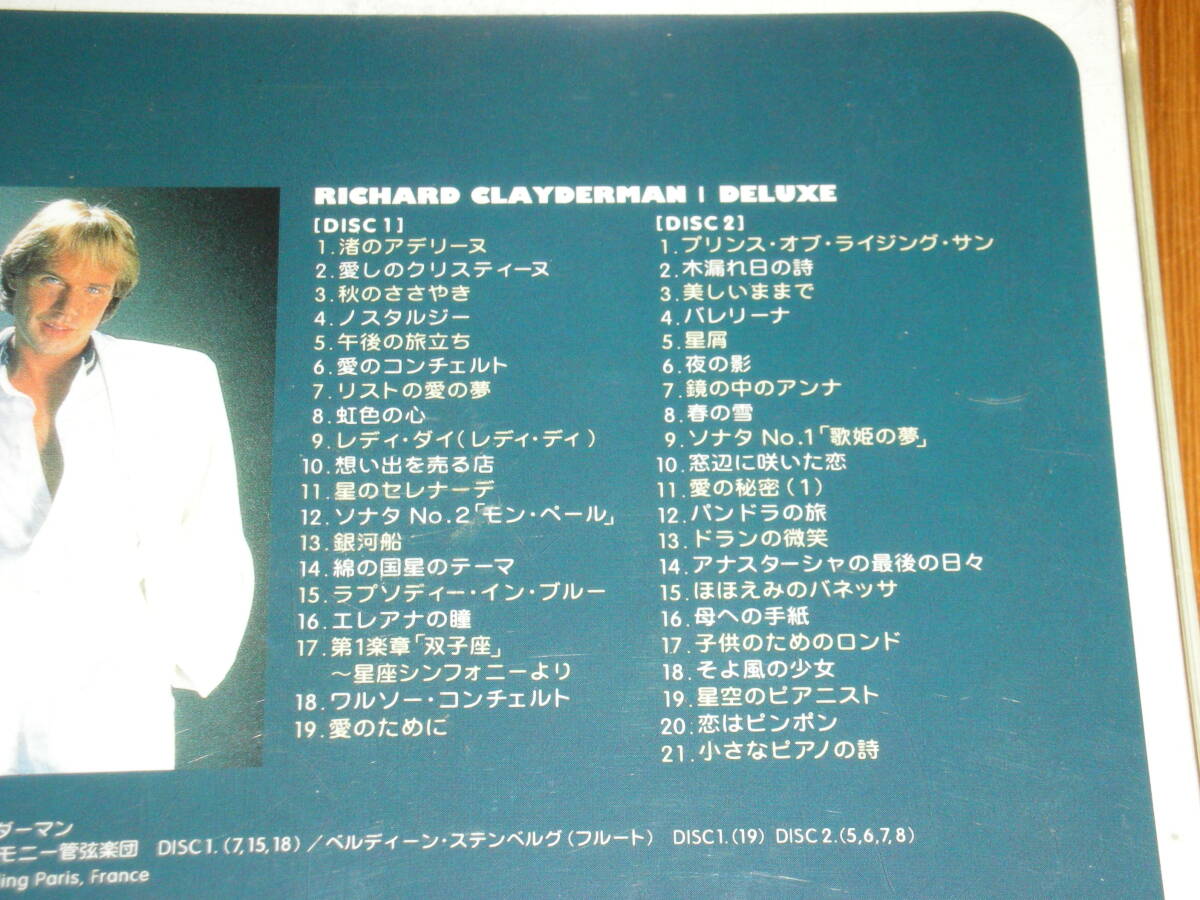 RICHARD CLAYDERMAN | DELUXE
[DISC 1]
1.渚のアデリーヌ
2.愛しのクリスティーヌ
3.秋のささやき
4.ノスタルジー
5.午後の旅立ち
6.愛のコンチェルト
7.リストの愛の夢
8.虹色の心
9.レディ・ダイ(レディ・ディ)
10.想い出を売る店
11.星のセレナーデ
12.ソナタ No.2「モン・ペール」
13.銀河船
14.綿の国星のテーマ
15.ラプソディー・イン・ブルー
16.エレアナの瞳
17.第1楽章「双子座」
～星座シンフォニーより
18.ワルソー・コンチェルト
19.愛のために
[DISC 2]
1.プリンス・オブ・ライジング・サン
2.木漏れ日の詩
3.美しいままで
4.バレリーナ
5.星屑
6.夜の影
7.鏡の中のアンナ
8.春の雪
9.ソナタ No.1「歌姫の夢」
10.窓辺に咲いた恋
11.愛の秘密(1)
12.パンドラの旅
13.ドランの微笑
14.アナスターシャの最後の日々
15.ほほえみのバネッサ
16.母への手紙
17.子供のためのロンド
18.そよ風の少女
19.星空のピアニスト
20.恋はピンポン
21.小さなピアノの詩
ダーマン
モニー管弦楽団 DISC1.(7,15,18)/ベルディーン・ステンベルグ(フルート) DISC1.(19) DISC2.(5,6,7,8)
ling Paris, France